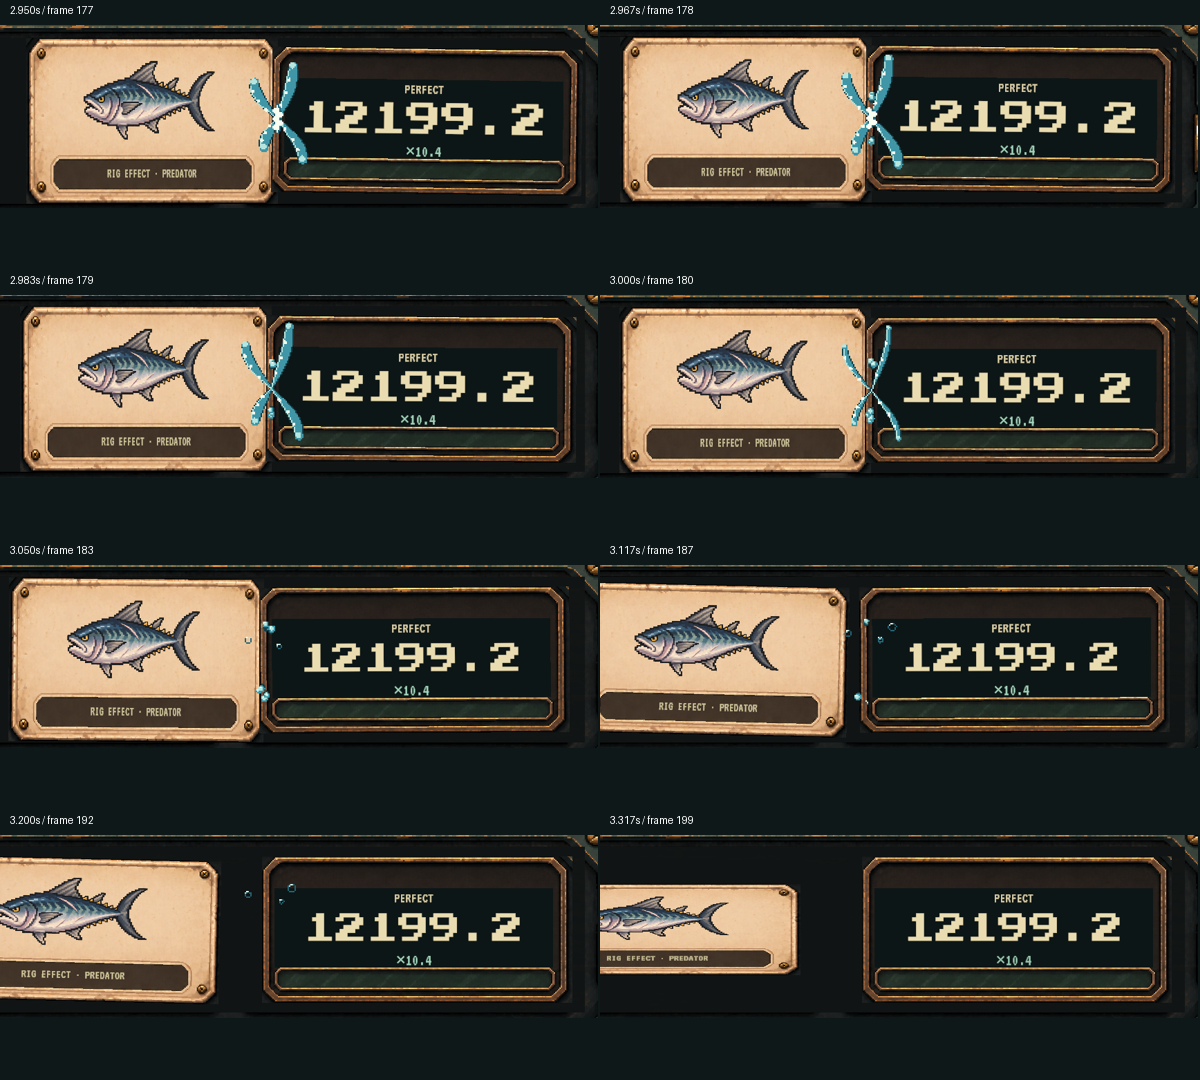 2.950s/frame 177
PERFECT
12199.2
×10.4
RIG EFFECT · PREDATOR
2.967s/frame 178
PERFECT
12199.2
×10.4
RIG EFFECT · PREDATOR
2.983s/frame 179
PERFECT
12199.2
×10.4
RIG EFFECT · PREDATOR
3.000s/frame 180
PERFECT
12199.2
×10.4
RIG EFFECT · PREDATOR
3.050s/frame 183
PERFECT
12199.2
×10.4
RIG EFFECT · PREDATOR
3.117s/frame 187
PERFECT
12199.2
×10.4
RIG EFFECT · PREDATOR
3.200s/frame 192
PERFECT
12199.2
×10.4
RIG EFFECT · PREDATOR
3.317s/frame 199
PERFECT
12199.2
×10.4
RIG EFFECT · PREDATOR